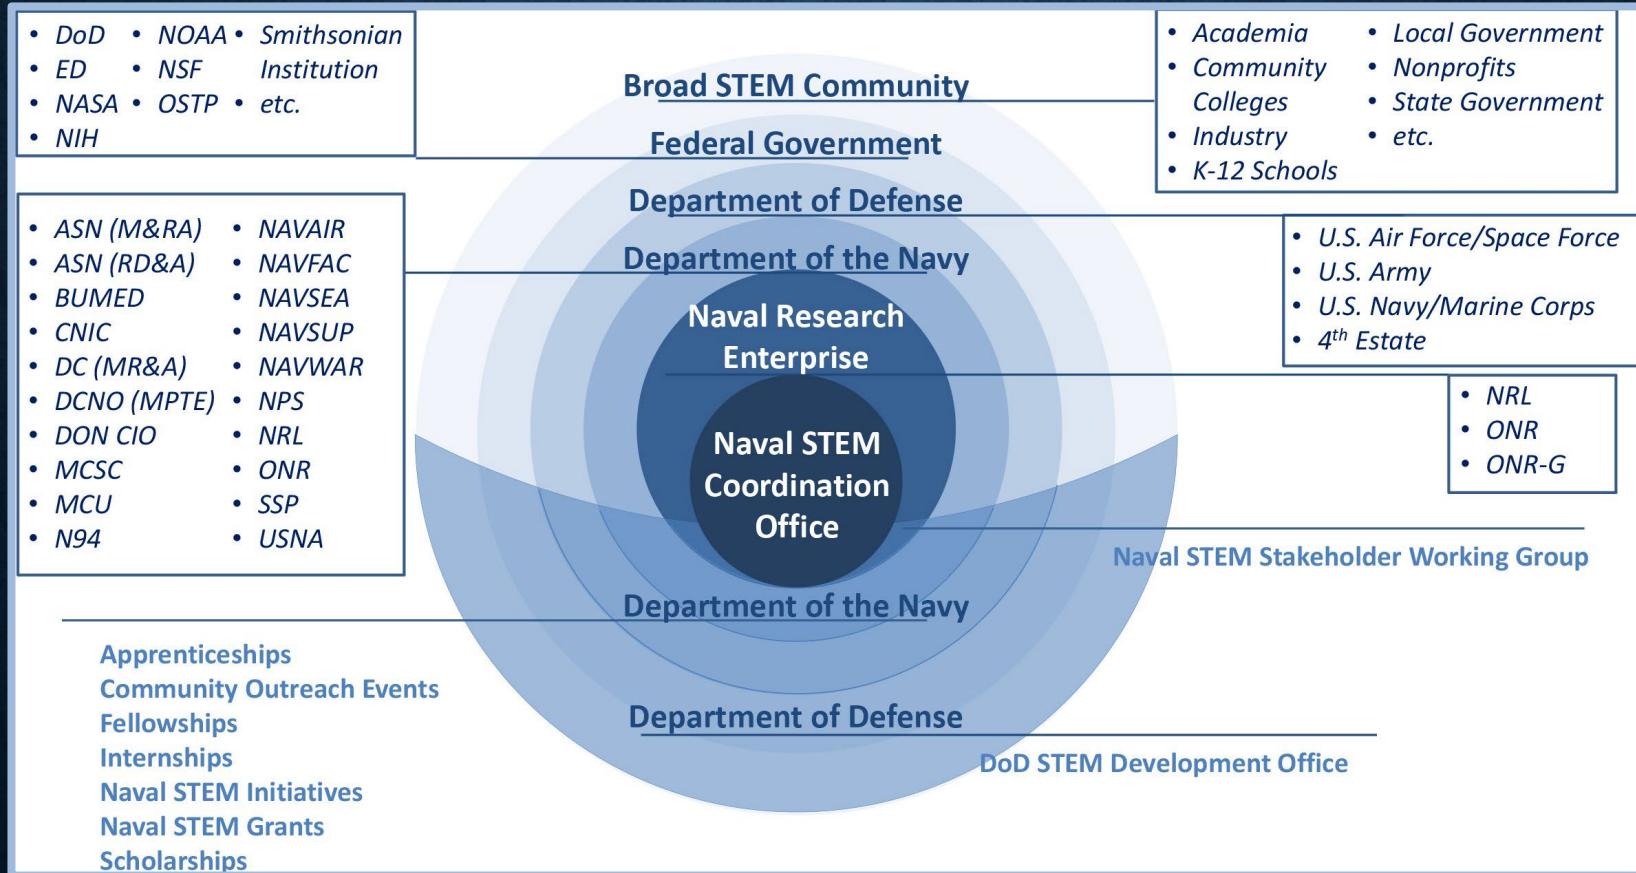 • DoD
• ED
• NASA
• NIH
• NOAA
• NSF
• OSTP
• Smithsonian
Institution
• etc.
Broad STEM Community
Federal Government
Department of Defense
Department of the Navy
Naval Research
Enterprise
Naval STEM
Coordination
Office
Department of the Navy
Department of Defense
• Academia
• Community
Colleges
• Industry
• K-12 Schools
• Local Government
• Nonprofits
• State Government
• etc.
• ASN (M&RA)
• ASN (RD&A)
• BUMED
• CNIC
• DC (MR&A)
• DCNO (MPTE)
• DON CIO
• MCSC
• MCU
• N94
• NAVAIR
• NAVFAC
• NAVSEA
• NAVSUP
• NAVWAR
• NPS
• NRL
• ONR
• SSP
• USNA
• U.S. Air Force/Space Force
• U.S. Army
• U.S. Navy/Marine Corps
• 4th Estate
• NRL
• ONR
• ONR-G
Naval STEM Stakeholder Working Group
Apprenticeships
Community Outreach Events
Fellowships
Internships
Naval STEM Initiatives
Naval STEM Grants
Scholarships
DoD STEM Development Office